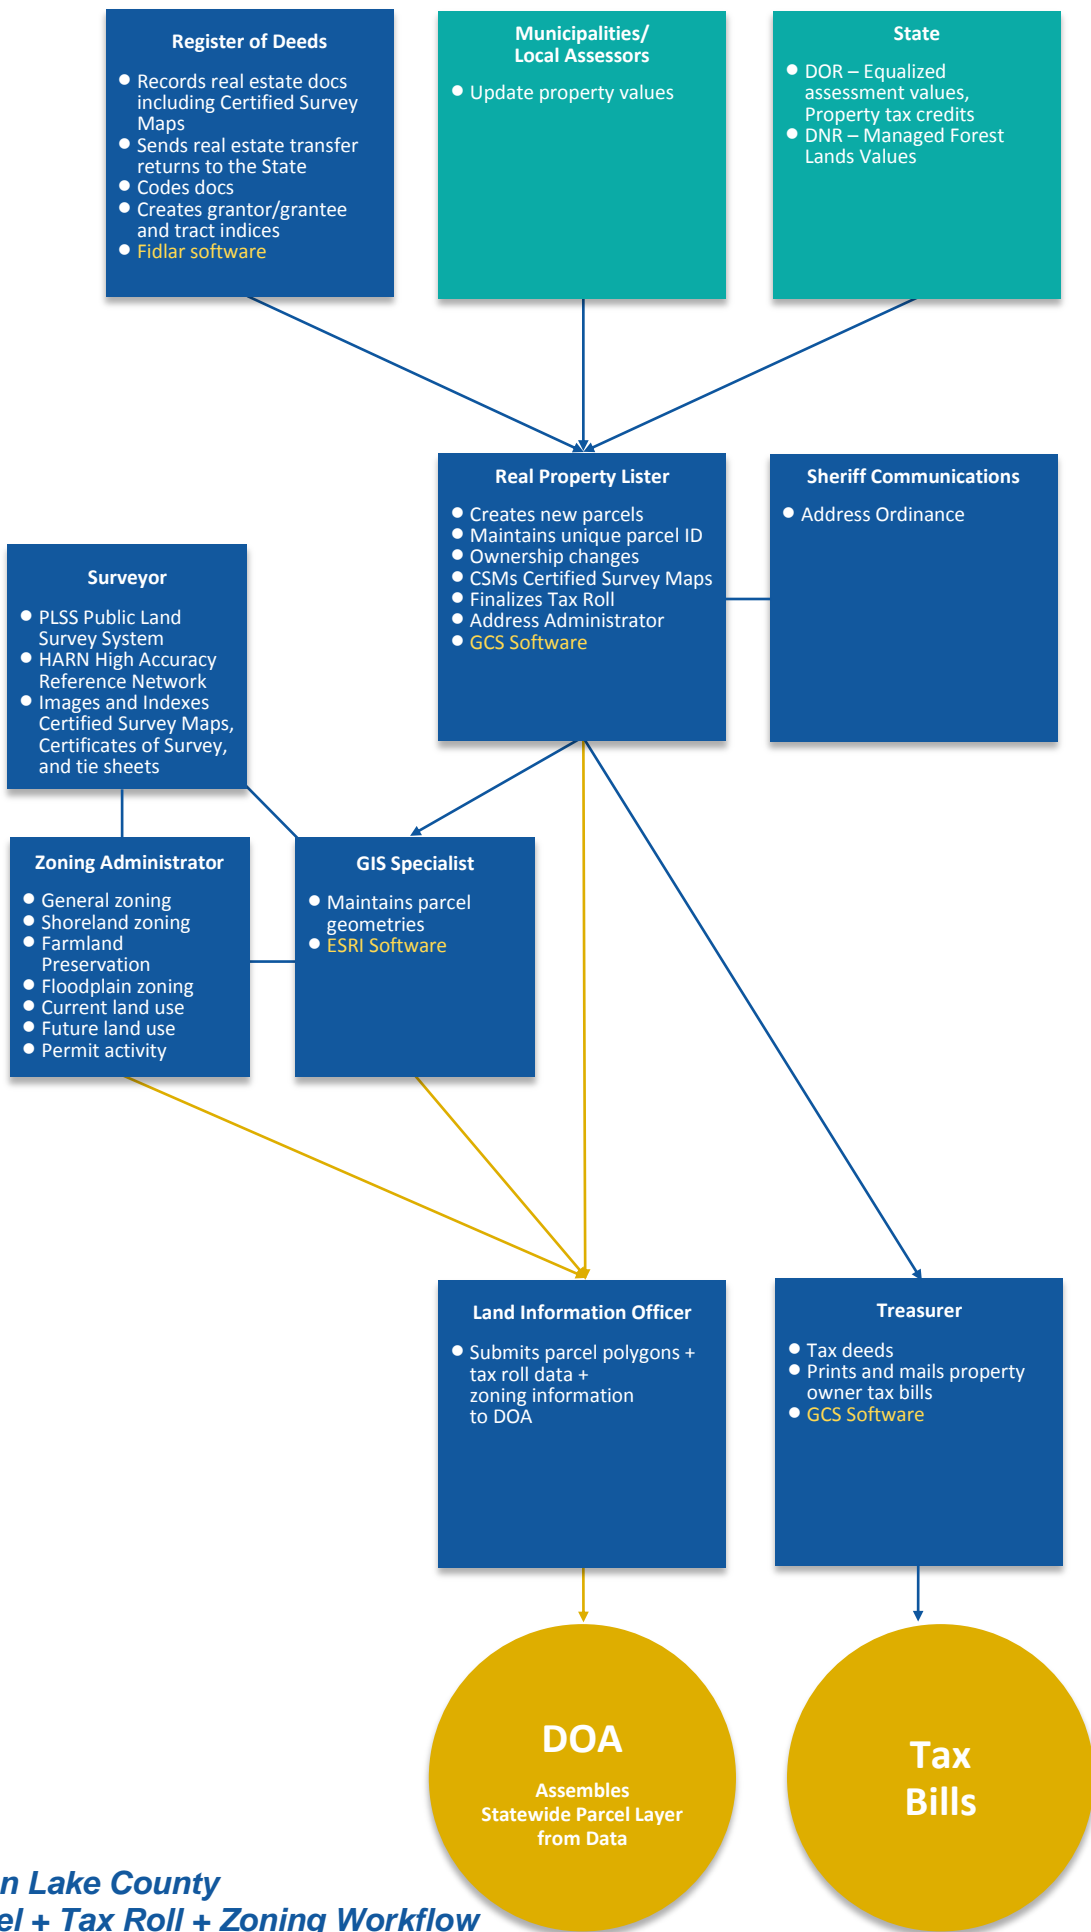 Register of Deeds
Records real estate docs
including Certified Survey
Maps
Sends real estate transfer
returns to the State
Codes docs
Creates grantor/grantee
and tract indices
Fidlar software
Municipalities/
Local Assessors
Update property values
State
DOR – Equalized
assessment values,
Property tax credits
DNR – Managed Forest
Lands Values
Real Property Lister
Creates new parcels
Maintains unique parcel ID
Ownership changes
CSMs Certified Survey Maps
Finalizes Tax Roll
Address Administrator
GCS Software
Sheriff Communications
Address Ordinance
Surveyor
PLSS Public Land
Survey System
HARN High Accuracy
Reference Network
Images and Indexes
Certified Survey Maps,
Certificates of Survey,
and tie sheets
Zoning Administrator
General zoning
Shoreland zoning
Farmland
Preservation
Floodplain zoning
Current land use
Future land use
Permit activity
GIS Specialist
Maintains parcel
geometries
ESRI Software
Land Information Officer
Submits parcel polygons +
tax roll data +
zoning information
to DOA
Treasurer
Tax deeds
Prints and mails property
owner tax bills
GCS Software
DOA
Assembles
Statewide Parcel Layer
from Data
Tax
Bills
n Lake County
el + Tax Roll + Zoning Workflow